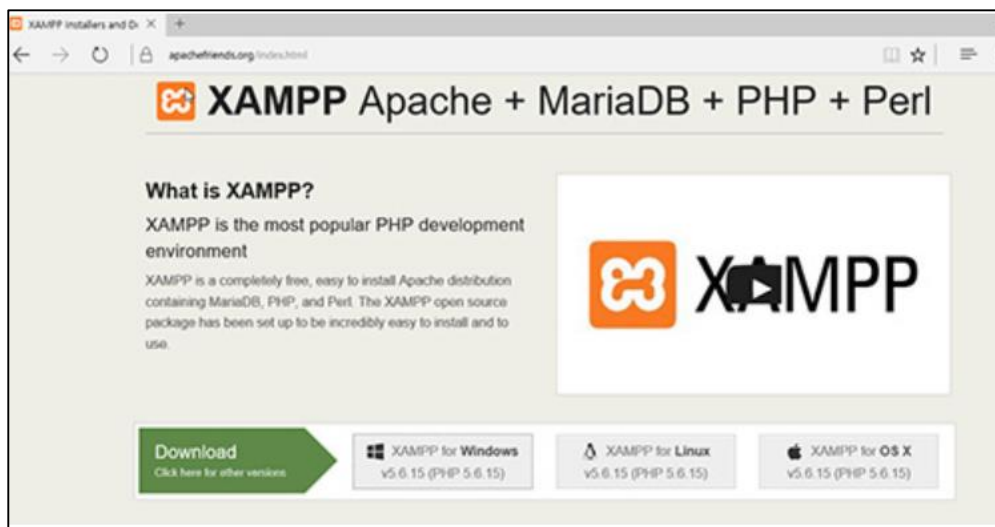 XAMPP Installers and Do
apachefriends.org/index.html
XAMPP Apache + MariaDB + PHP + Perl
What is XAMPP?
XAMPP is the most popular PHP development
environment
XAMPP is a completely free, easy to install Apache distribution
containing MariaDB, PHP, and Perl. The XAMPP open source
package has been set up to be incredibly easy to install and to
use.
XAMPP
Download
Click here for other versions
XAMPP for Windows
v5.6.15 (PHP 5.6.15)
XAMPP for Linux
v5.6.15 (PHP 5.6.15)
XAMPP for OS X
v5.6.15 (PHP 5.6.15)